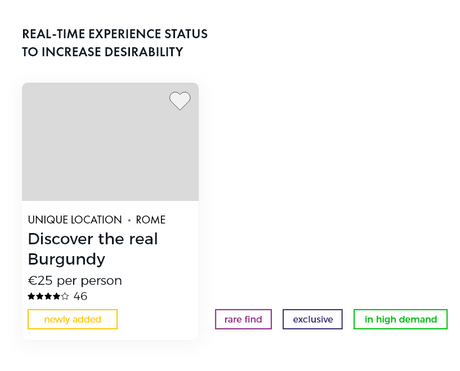 REAL-TIME EXPERIENCE STATUS
TO INCREASE DESIRABILITY
UNIQUE LOCATION • ROME
Discover the real
Burgundy
€25 per person
★★★★☆ 46
newly added
rare find
exclusive
in high demand